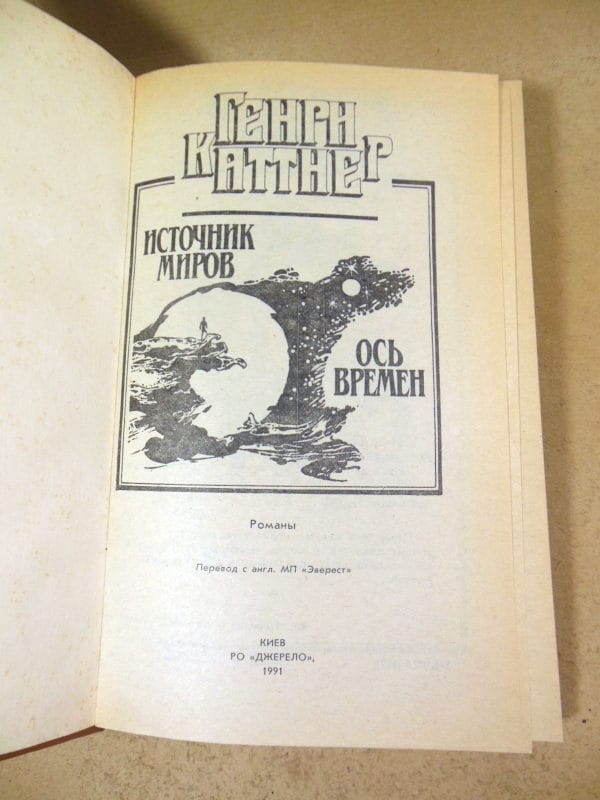 ГЕНРИ
КАТТНЕР
ИСТОЧНИК
МИРОВ
ОСЬ
ВРЕМЕН
Романы
Перевод с англ. МП «Эверест»
КИЕВ
РО «ДЖЕРЕЛО»,
1991